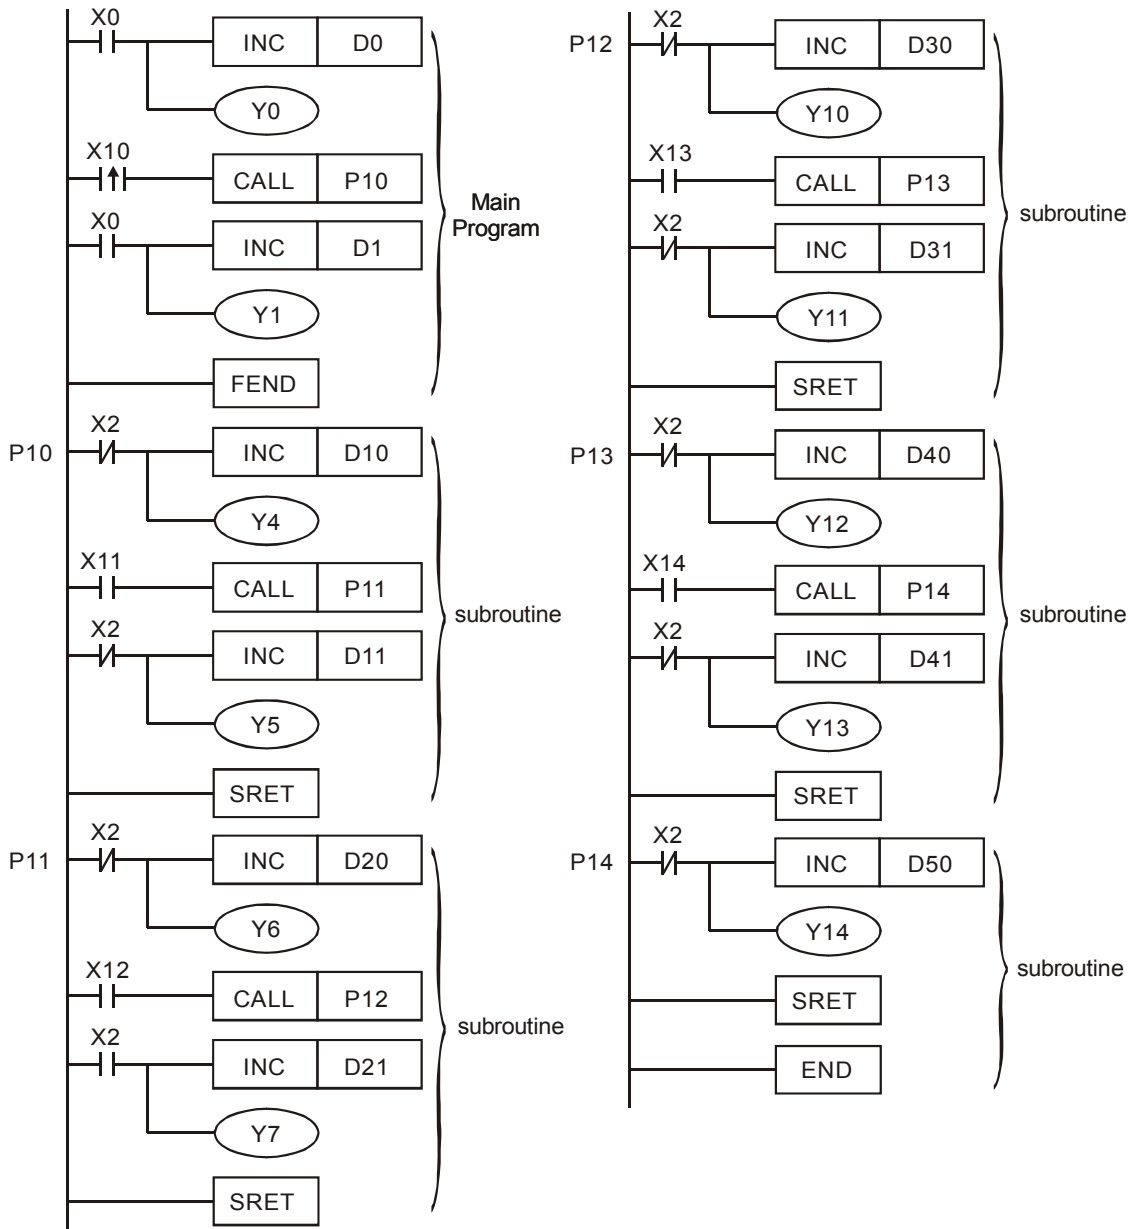 X0
INC D0
Y0
X10
CALL P10
X0
INC D1
Y1
FEND
Main
Program
X2
P10 INC D10
Y4
X11
CALL P11
X2
INC D11
Y5
SRET
subroutine
X2
P11 INC D20
Y6
X12
CALL P12
X2
INC D21
Y7
SRET
subroutine
X2
P12 INC D30
Y10
X13
CALL P13
X2
INC D31
Y11
SRET
subroutine
X2
P13 INC D40
Y12
X14
CALL P14
X2
INC D41
Y13
SRET
subroutine
X2
P14 INC D50
Y14
SRET
END
subroutine